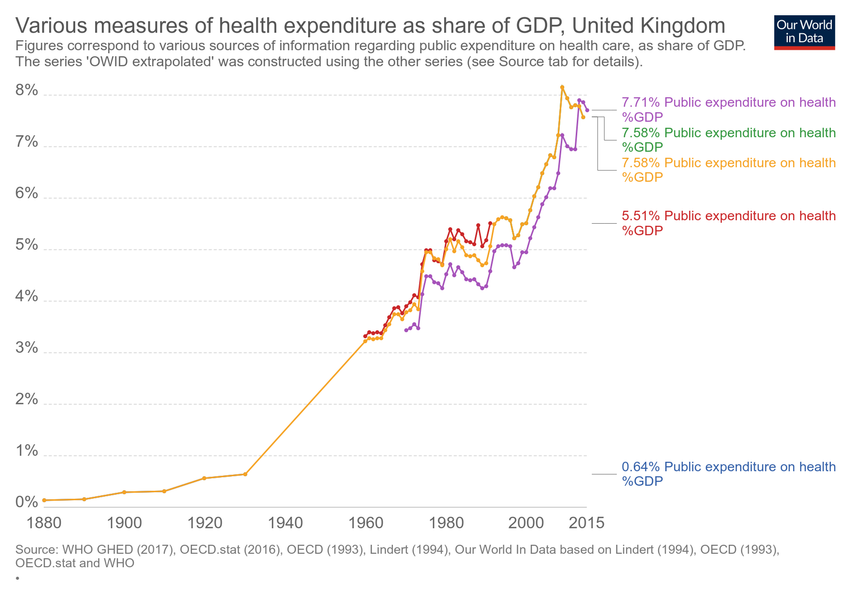 Various measures of health expenditure as share of GDP, United Kingdom
Our World
in Data
Figures correspond to various sources of information regarding public expenditure on health care, as share of GDP.
The series 'OWID extrapolated' was constructed using the other series (see Source tab for details).
8%
7%
6%
5%
4%
3%
2%
1%
0%
7.71% Public expenditure on health
%GDP
7.58% Public expenditure on health
%GDP
7.58% Public expenditure on health
%GDP
5.51% Public expenditure on health
%GDP
0.64% Public expenditure on health
%GDP
1880 1900 1920 1940 1960 1980 2000 2015
Source: WHO GHED (2017), OECD.stat (2016), OECD (1993), Lindert (1994), Our World In Data based on Lindert (1994), OECD (1993),
OECD.stat and WHO
•